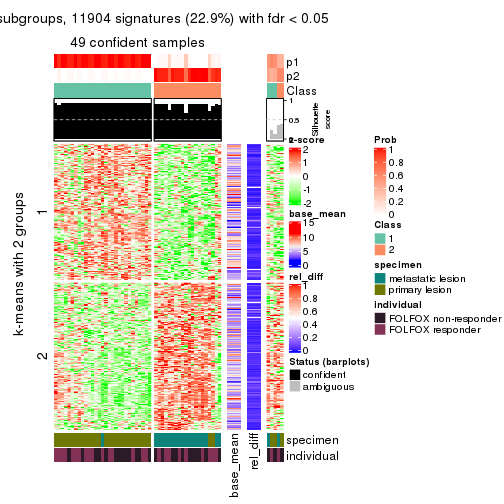 subgroups, 11904 signatures (22.9%) with fdr < 0.05
49 confident samples
p1
p2
Class
1
0.5
0
Silhouette
score
k-means with 2 groups
1
2
z-score
2
1
0
-1
-2
base_mean
15
10
5
0
rel_diff
1
0.8
0.6
0.4
0.2
0
Status (barplots)
confident
ambiguous
Prob
1
0.8
0.6
0.4
0.2
0
Class
1
2
specimen
metastatic lesion
primary lesion
individual
FOLFOX non-responder
FOLFOX responder
specimen
individual
base_mean
rel_diff